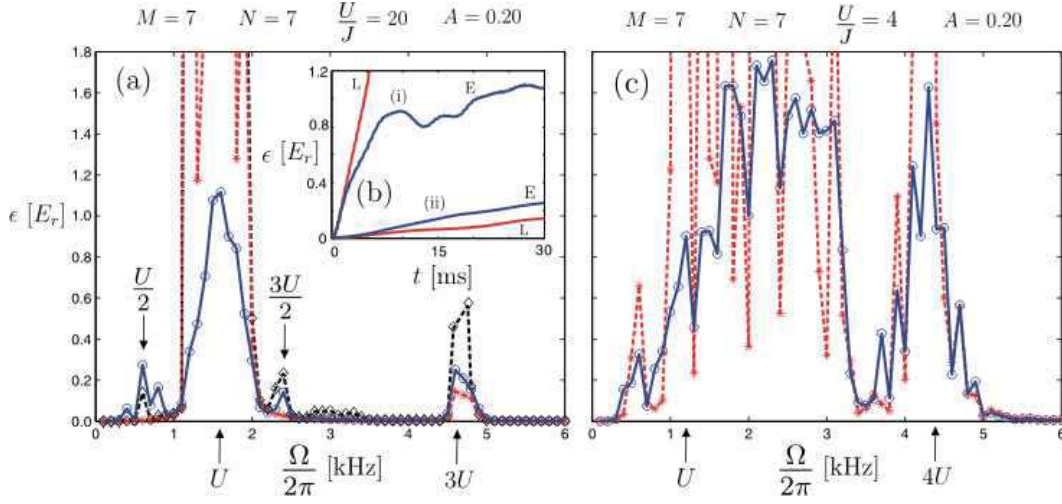 M = 7 N = 7 U/J = 20 A = 0.20
M = 7 N = 7 U/J = 4 A = 0.20
1.8
1.6
1.4
1.2
1.0
0.8
0.6
0.4
0.2
0.0
ϵ [E_r]
(a)
U/2
3U/2
0 1 2 3 4 5 6
U
Ω/2π [kHz]
3U
1.2
0.8
0.4
0
ϵ [E_r]
L
(i)
E
(b)
(ii)
E
L
0 15 30
t [ms]
(c)
0 1 2 3 4 5 6
U
Ω/2π [kHz]
4U